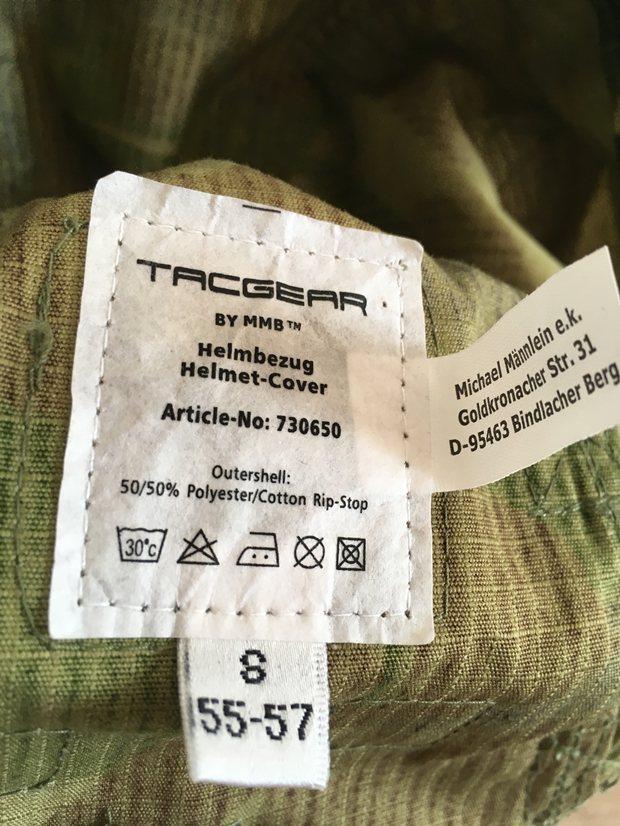 TACGEAR
BY MMB™
Helmbezug
Helmet-Cover
Article-No: 730650
Outershell:
50/50% Polyester/Cotton Rip-Stop
30°c
Michael Männlein e.k.
Goldkronacher Str. 31
D-95463 Bindlacher Berg
S
55-57